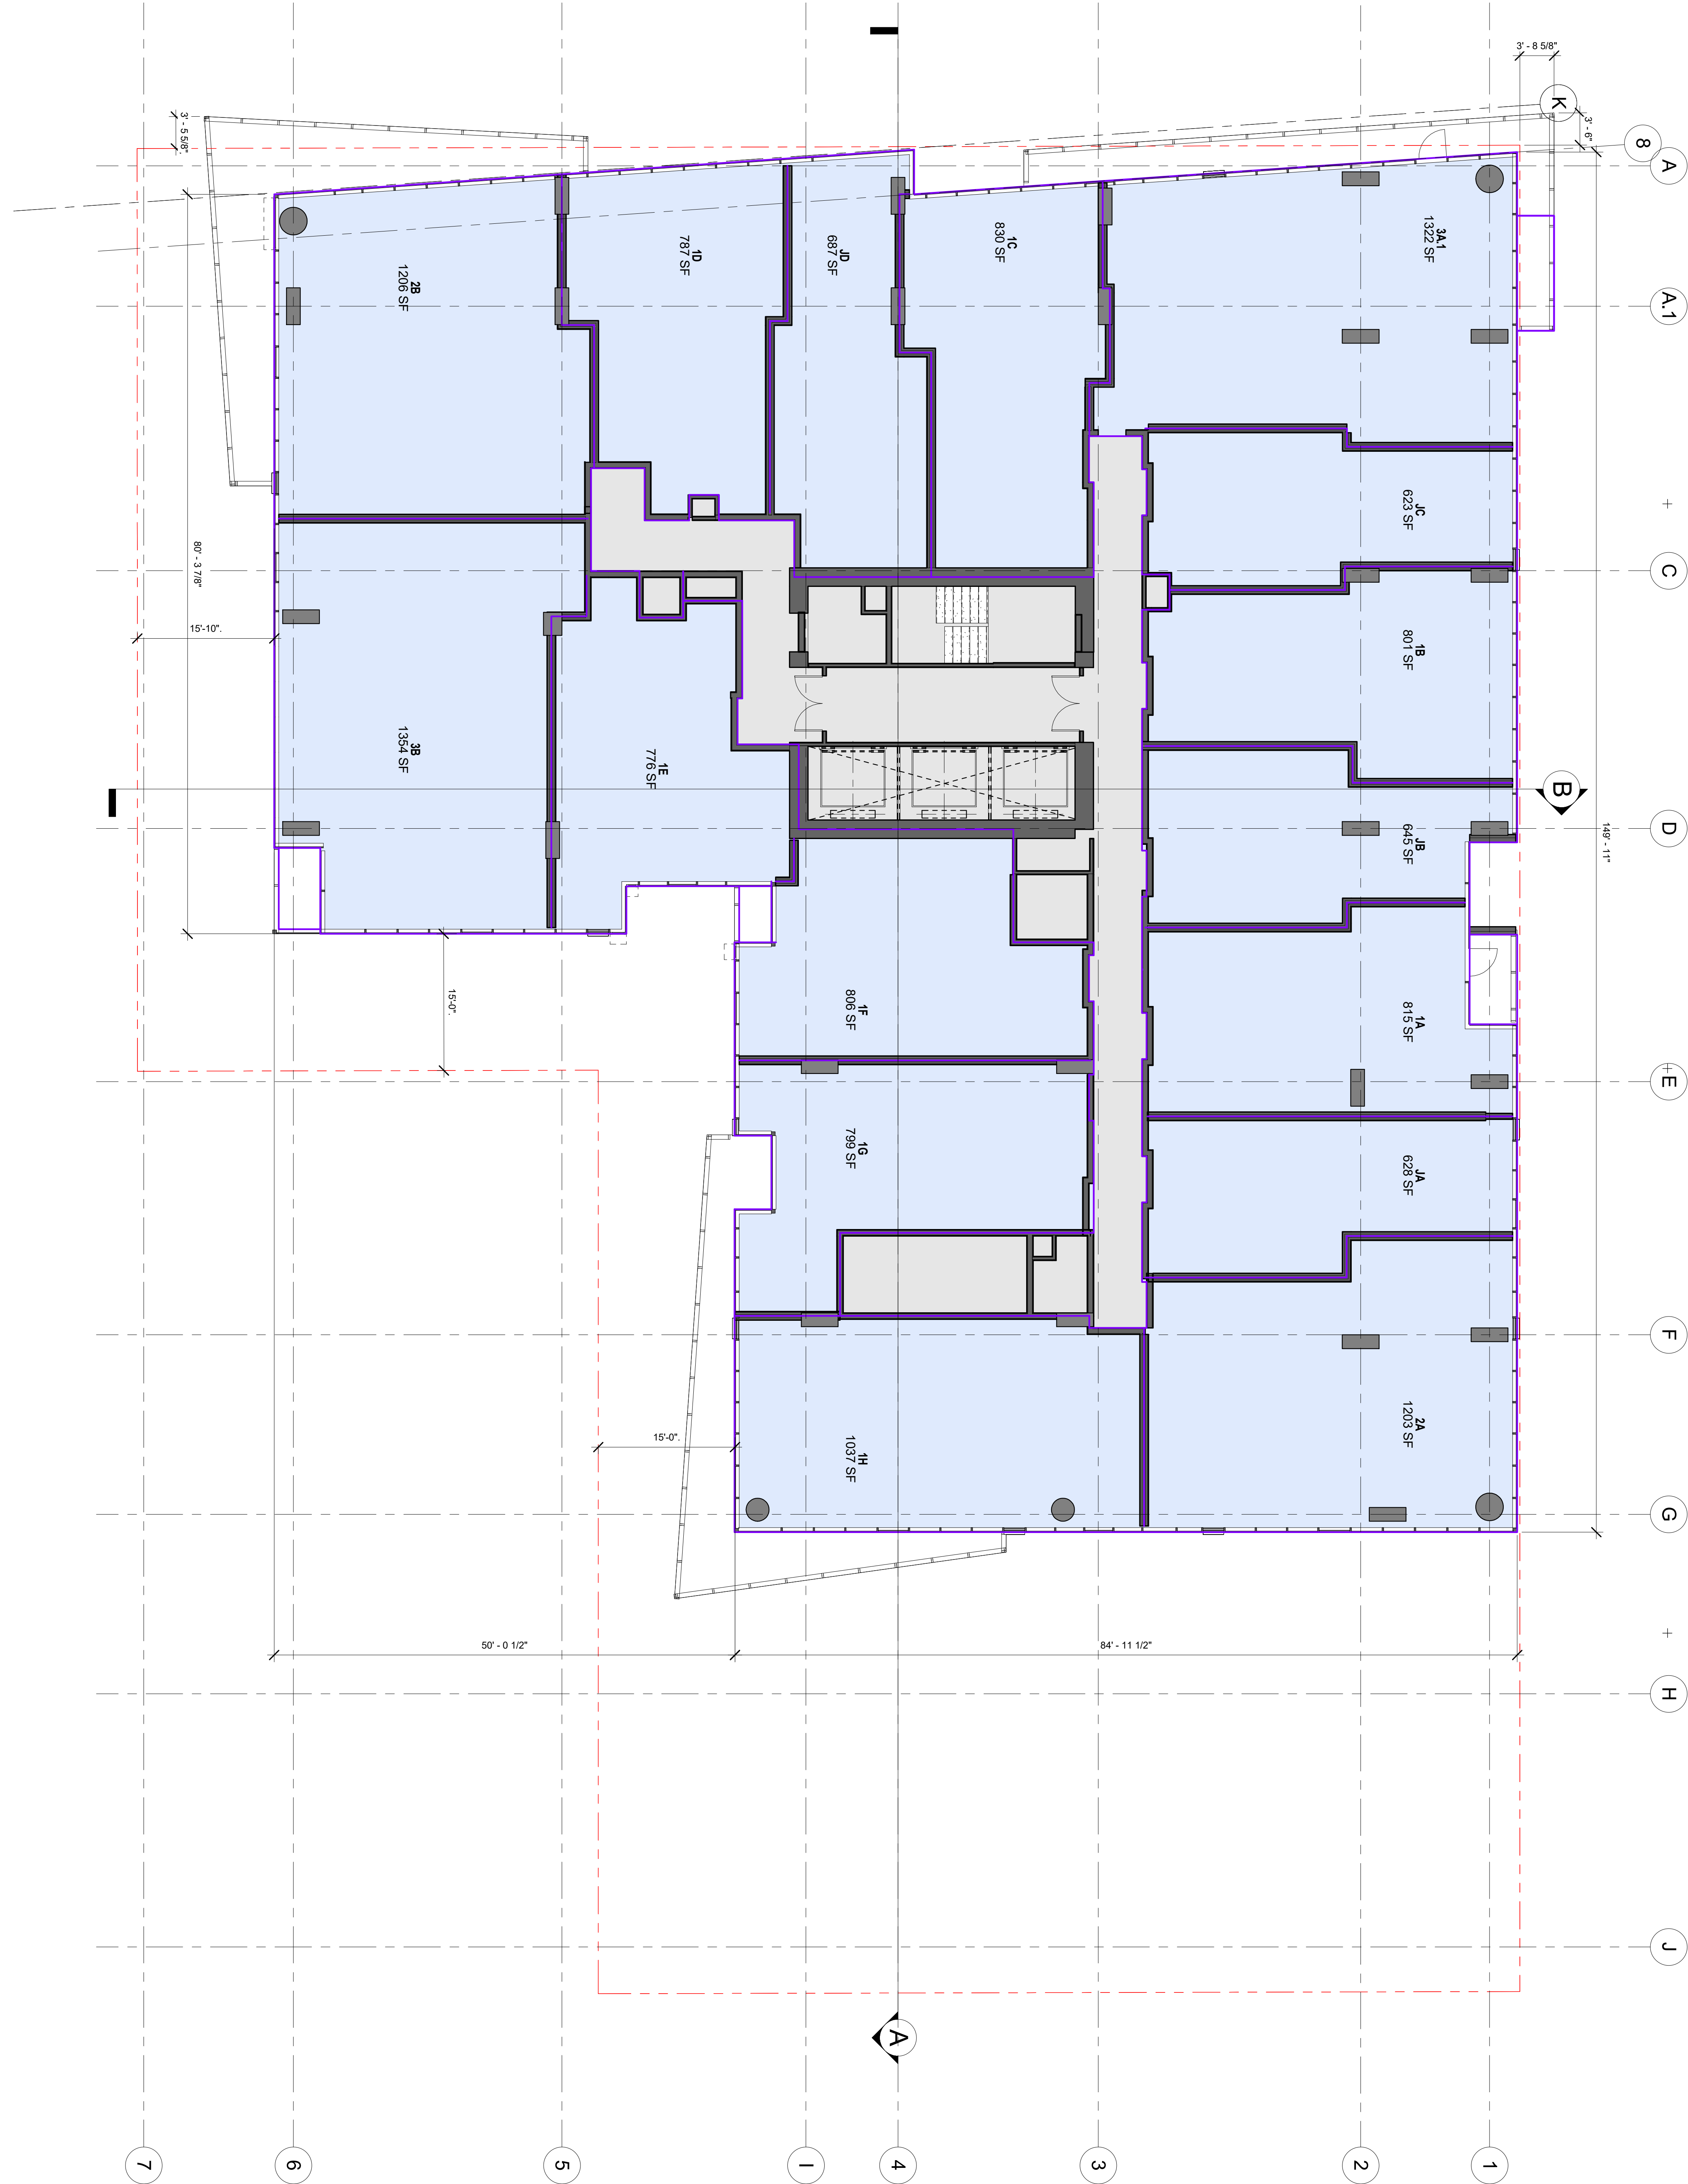 3' - 8 5/8"
K
3' - 6"
8
A
3' - 5 5/8".
3A.1
1322 SF
1C
830 SF
JD
687 SF
1D
787 SF
2B
1206 SF
A.1
JC
623 SF
C
80' - 3 7/8"
15'-10".
1B
801 SF
3B
1354 SF
1E
776 SF
B
149' - 11"
D
JB
645 SF
15'-0".
1F
806 SF
1A
815 SF
E
1G
799 SF
JA
628 SF
F
15'-0".
1H
1037 SF
2A
1203 SF
G
50' - 0 1/2"
84' - 11 1/2"
H
J
A
7
6
5
I
4
3
2
1